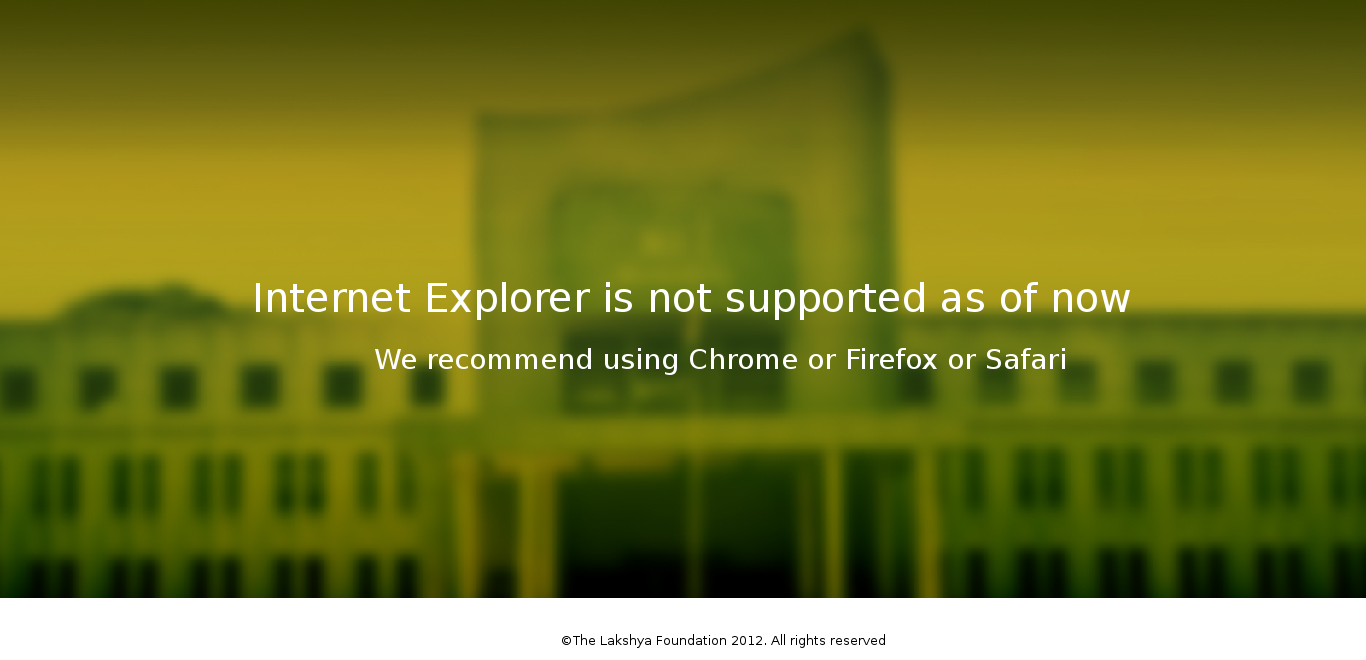 Internet Explorer is not supported as of now
We recommend using Chrome or Firefox or Safari
©The Lakshya Foundation 2012. All rights reserved